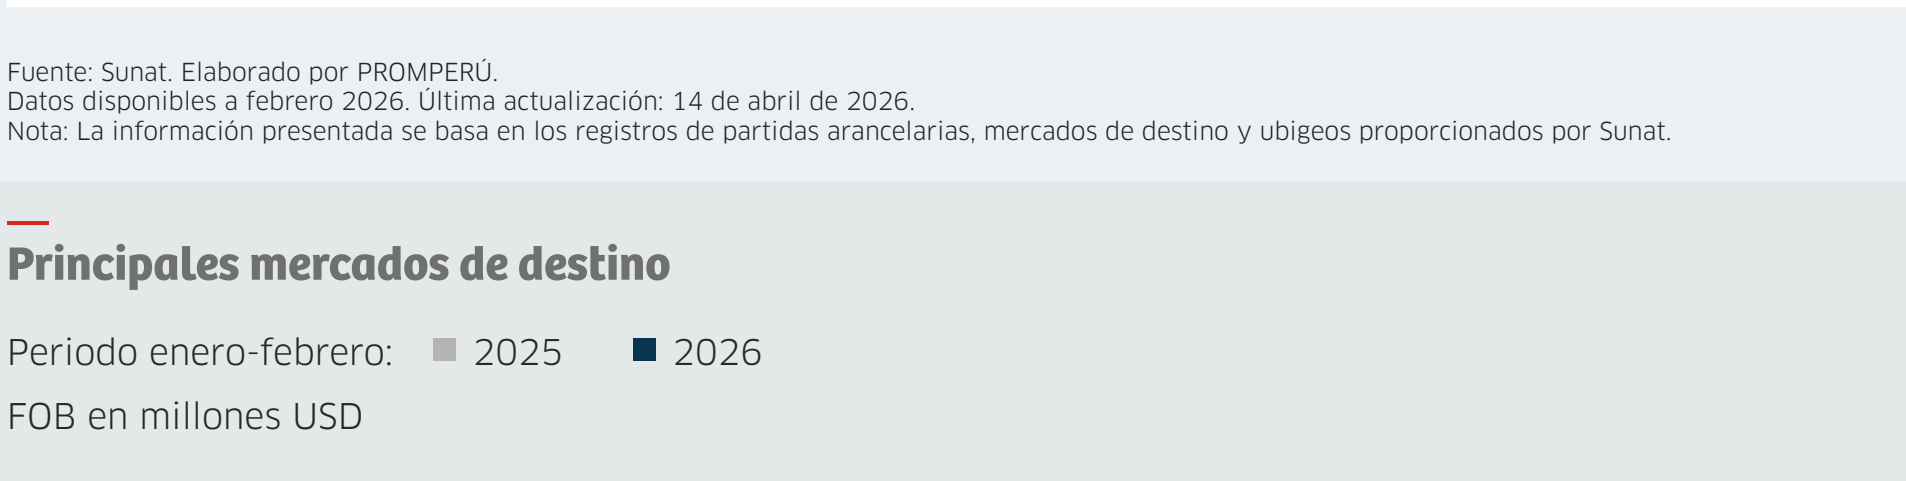 Fuente: Sunat. Elaborado por PROMPERÚ.
Datos disponibles a febrero 2026. Última actualización: 14 de abril de 2026.
Nota: La información presentada se basa en los registros de partidas arancelarias, mercados de destino y ubigeos proporcionados por Sunat.
Principales mercados de destino
Periodo enero-febrero: 2025 2026
FOB en millones USD